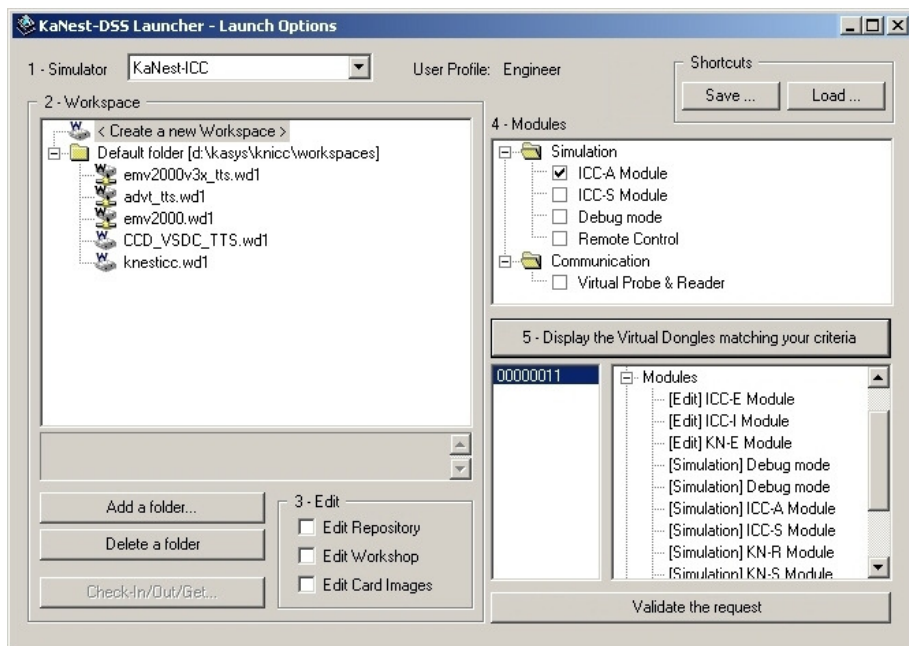 KaNest-DSS Launcher - Launch Options
1 - Simulator
KaNest-ICC
User Profile: Engineer
Shortcuts
Save ...
Load ...
2 - Workspace
< Create a new Workspace >
Default folder [d:\kasys\knicc\workspaces]
emv2000v3x_tts.wd1
advt_tts.wd1
emv2000.wd1
CCD_VSDC_TTS.wd1
knesticc.wd1
Add a folder...
Delete a folder
Check-In/Out/Get...
3 - Edit
Edit Repository
Edit Workshop
Edit Card Images
4 - Modules
Simulation
ICC-A Module
ICC-S Module
Debug mode
Remote Control
Communication
Virtual Probe & Reader
5 - Display the Virtual Dongles matching your criteria
00000011
Modules
[Edit] ICC-E Module
[Edit] ICC-I Module
[Edit] KN-E Module
[Simulation] Debug mode
[Simulation] Debug mode
[Simulation] ICC-A Module
[Simulation] ICC-S Module
[Simulation] KN-R Module
[Simulation] KN-S Module
Validate the request